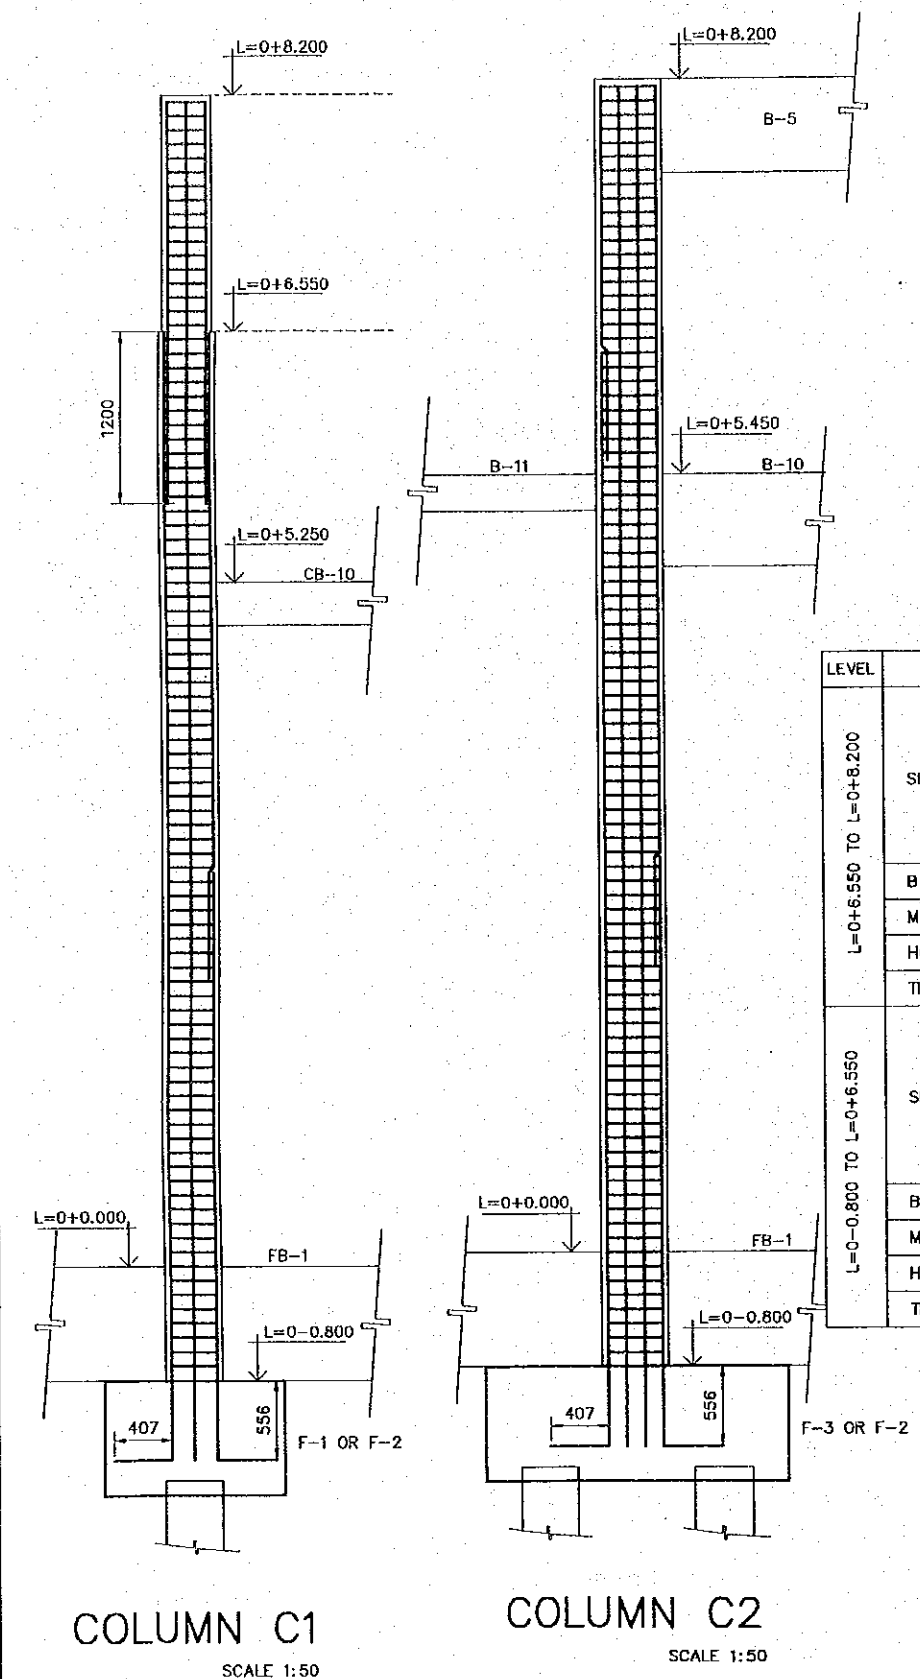 L=0+8.200
L=0+6.550
1200
L=0+5.250
CB-10
L=0+0.000
FB-1
L=0-0.800
407
556
F-1 OR F-2
COLUMN C1
SCALE 1:50
L=0+8.200
B-5
L=0+5.450
B-11
B-10
L=0+0.000
FB-1
L=0-0.800
407
556
F-3 OR F-2
COLUMN C2
SCALE 1:50
LEVEL
L=0+6.550 TO L=0+8.200
B
M
H
L=0-0.800 TO L=0+6.550
B
M
H
T